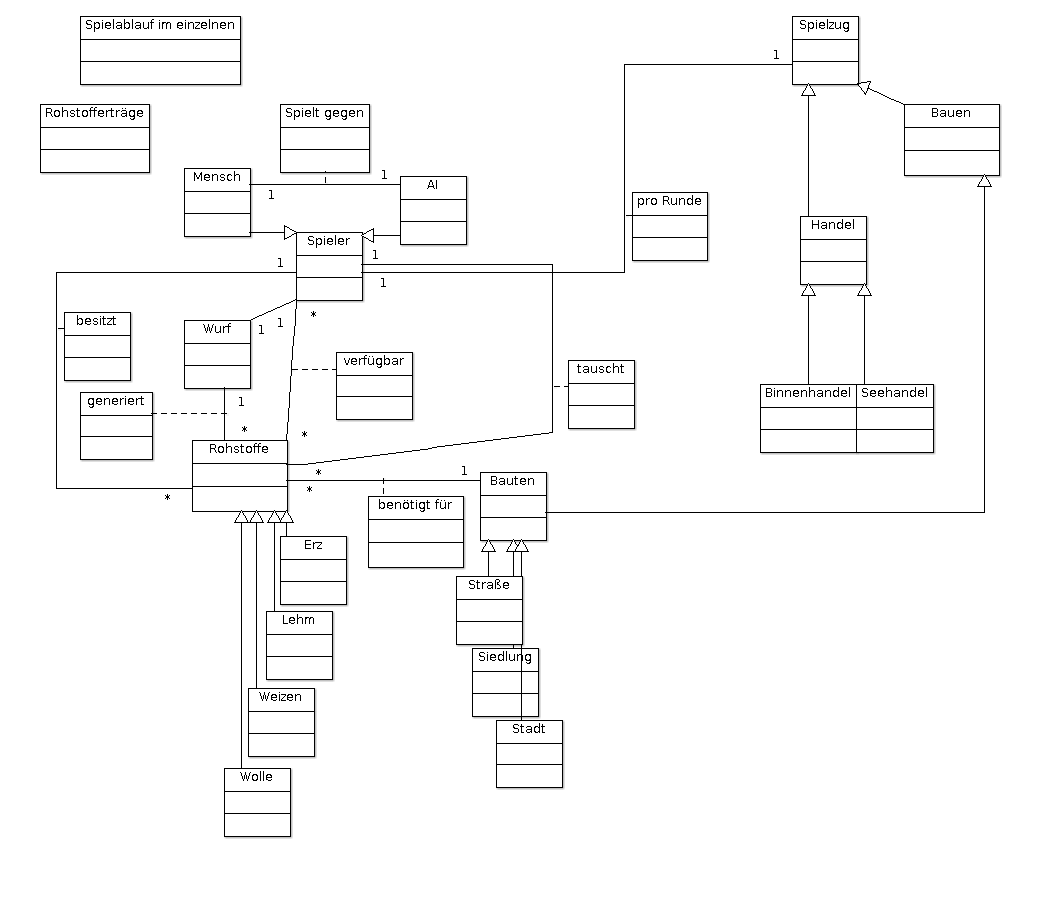 Spielablauf im einzelnen
Spielzug
1
Rohstofferträge
Spielt gegen
Bauen
Mensch
1
AI
1
pro Runde
Handel
Spieler
1
1
1
besitzt
*
1
1
Wurf
verfügbar
tauscht
Binnenhandel
Seehandel
generiert
1
*
*
Rohstoffe
*
1
Bauten
*
*
benötigt für
Erz
Straße
Lehm
Siedlung
Weizen
Stadt
Wolle